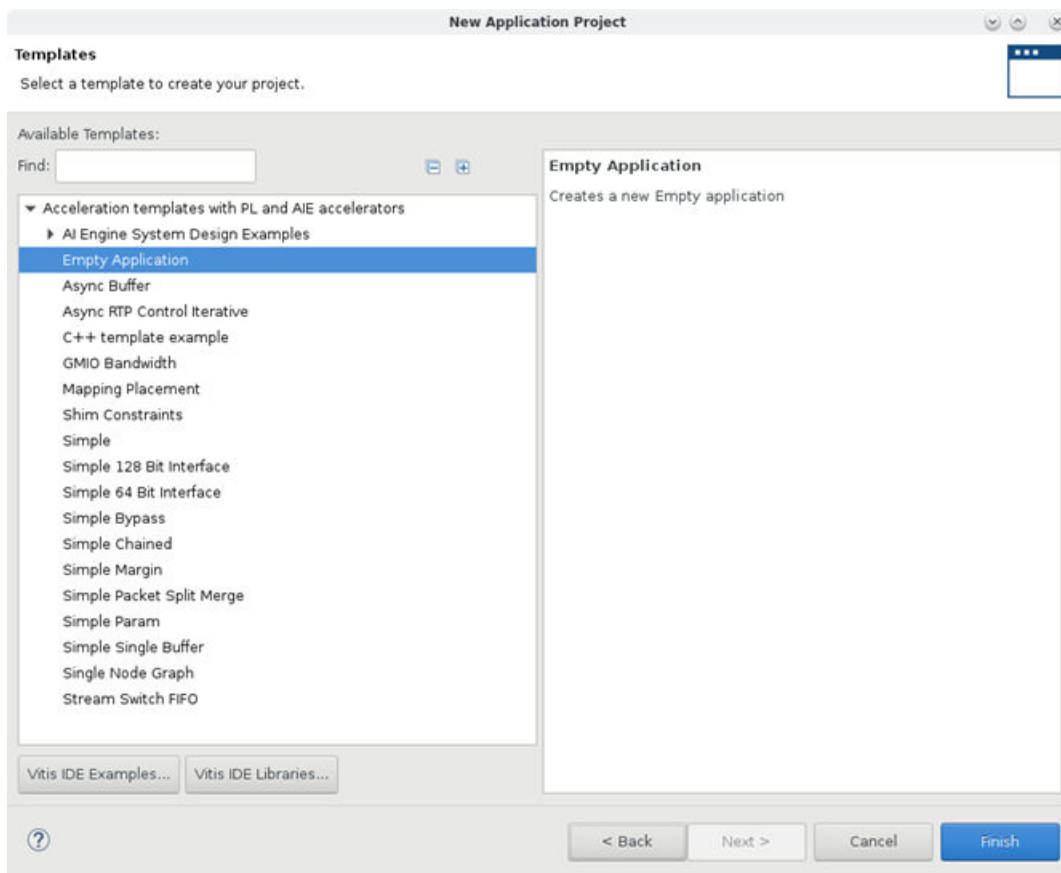 New Application Project
Templates
Select a template to create your project.
Available Templates:
Find:
Acceleration templates with PL and AIE accelerators
AI Engine System Design Examples
Empty Application
Async Buffer
Async RTP Control Iterative
C++ template example
GMIO Bandwidth
Mapping Placement
Shim Constraints
Simple
Simple 128 Bit Interface
Simple 64 Bit Interface
Simple Bypass
Simple Chained
Simple Margin
Simple Packet Split Merge
Simple Param
Simple Single Buffer
Single Node Graph
Stream Switch FIFO
Vitis IDE Examples... Vitis IDE Libraries...
Empty Application
Creates a new Empty application
? < Back Next > Cancel Finish